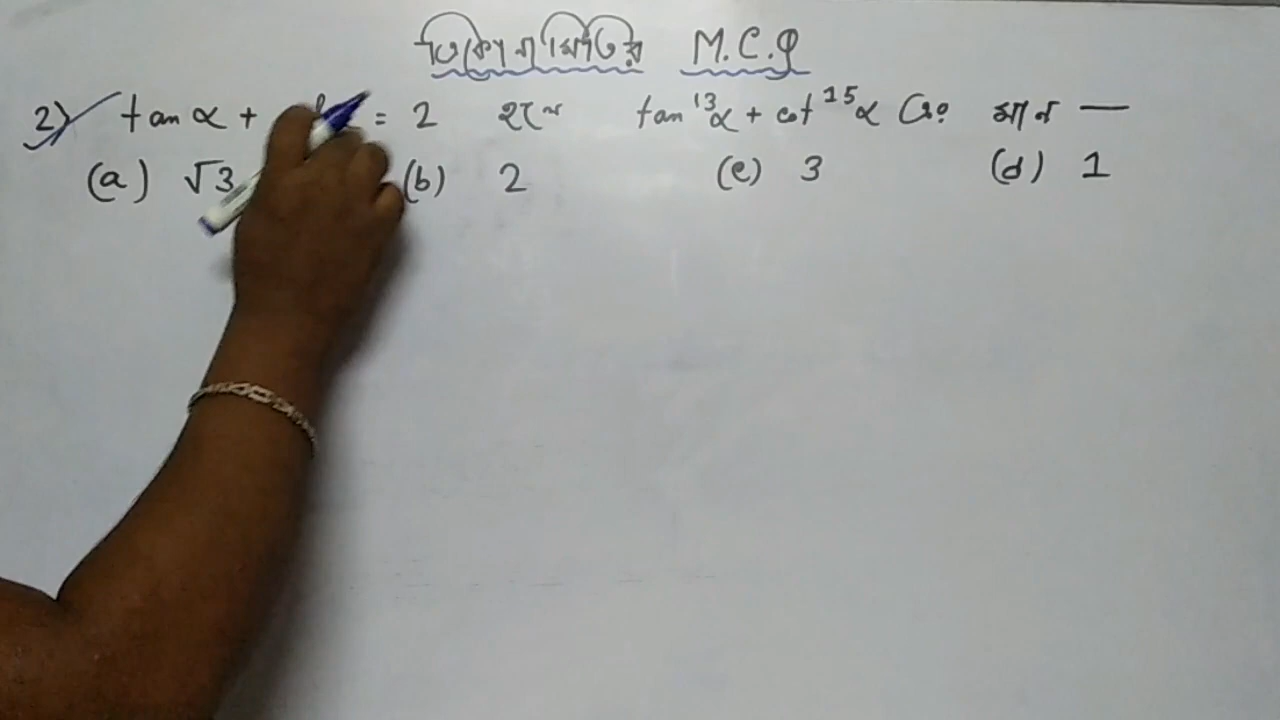 ত্রিকোণমিতির M.C.Q
2) tan α + = 2 হলে tan¹³α + cot¹⁵α এর মান —
(a) √3 (b) 2 (c) 3 (d) 1